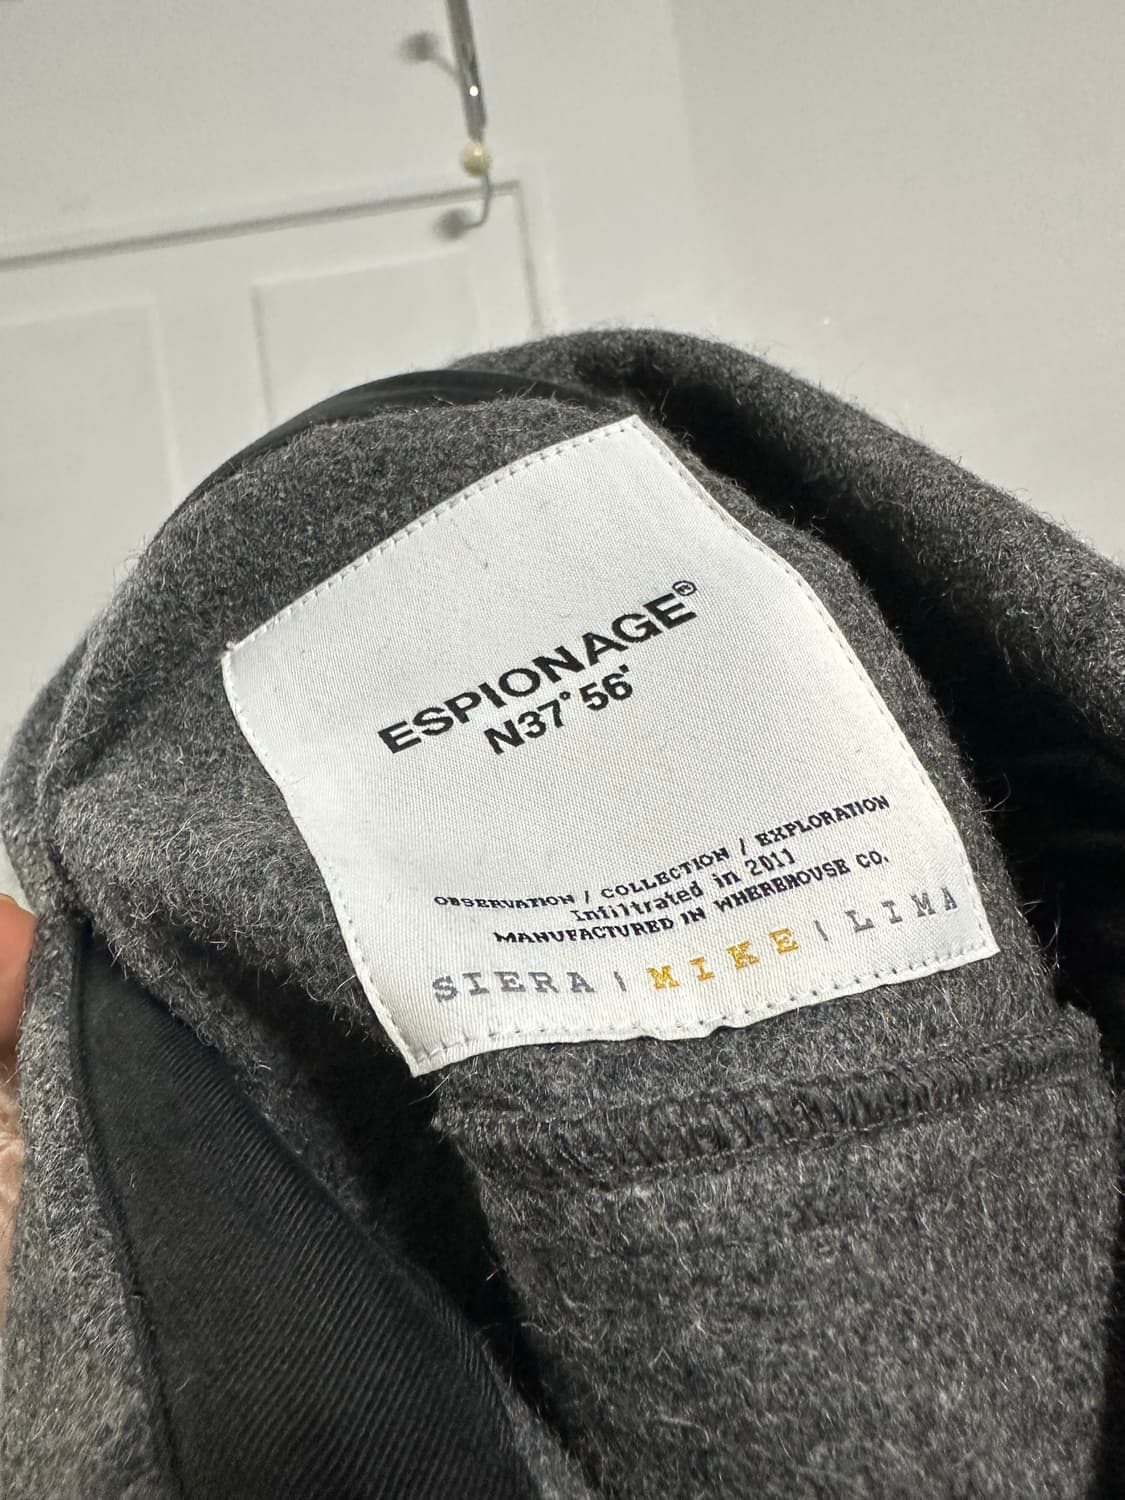 ESPIONAGE®
N37° 56'
OBSERVATION / COLLECTION / EXPLORATION
Infiltrated in 2011
MANUFACTURED IN WHEREHOUSE CO.
SIERA | MIKE | LIMA